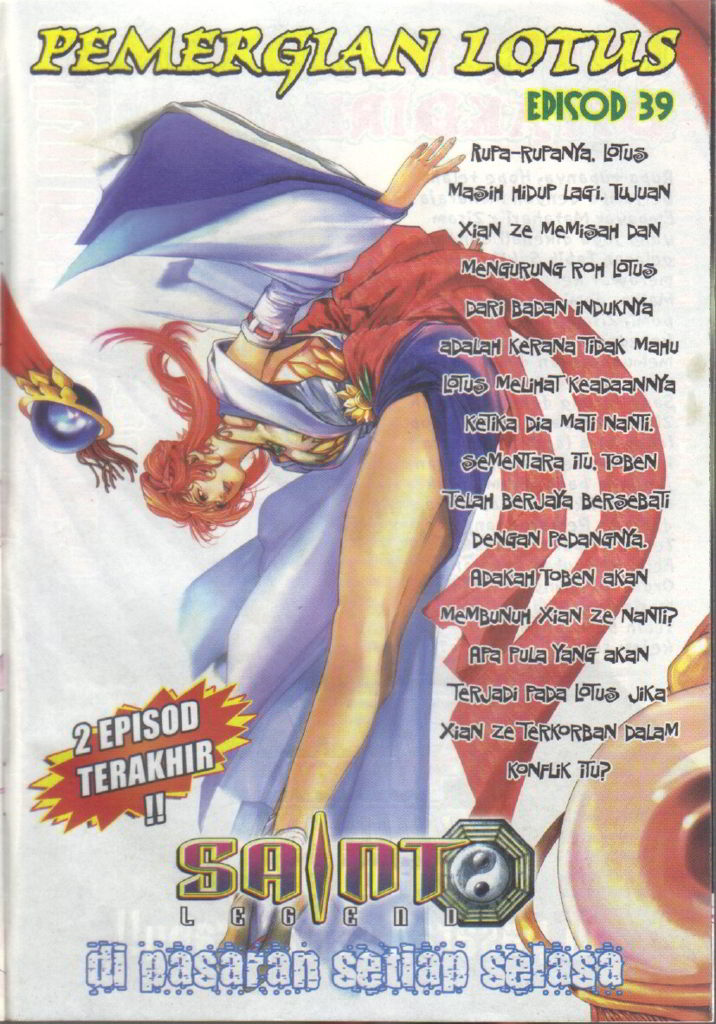 PEMERGIAN LOTUS
EPISOD 39
RUPA-RUPANYA, LOTUS
MASIH HIDUP LAGI. TUJUAN
XIAN ZE MEMISAH DAN
MENGURUNG ROH LOTUS
DARI BADAN INDUKNYA
ADALAH KERANA TIDAK MAHU
LOTUS MELIHAT KEADAANNYA
KETIKA DIA MATI NANTI.
SEMENTARA ITU, TOBEN
TELAH BERJAYA BERSEBATI
DENGAN PEDANGNYA.
ADAKAH TOBEN AKAN
MEMBUNUH XIAN ZE NANTI?
APA PULA YANG AKAN
TERJADI PADA LOTUS JIKA
XIAN ZE TERKORBAN DALAM
KONFLIK ITU?
2 EPISOD
TERAKHIR
!!
SAINT
LEGEND
di pasaran setiap selasa